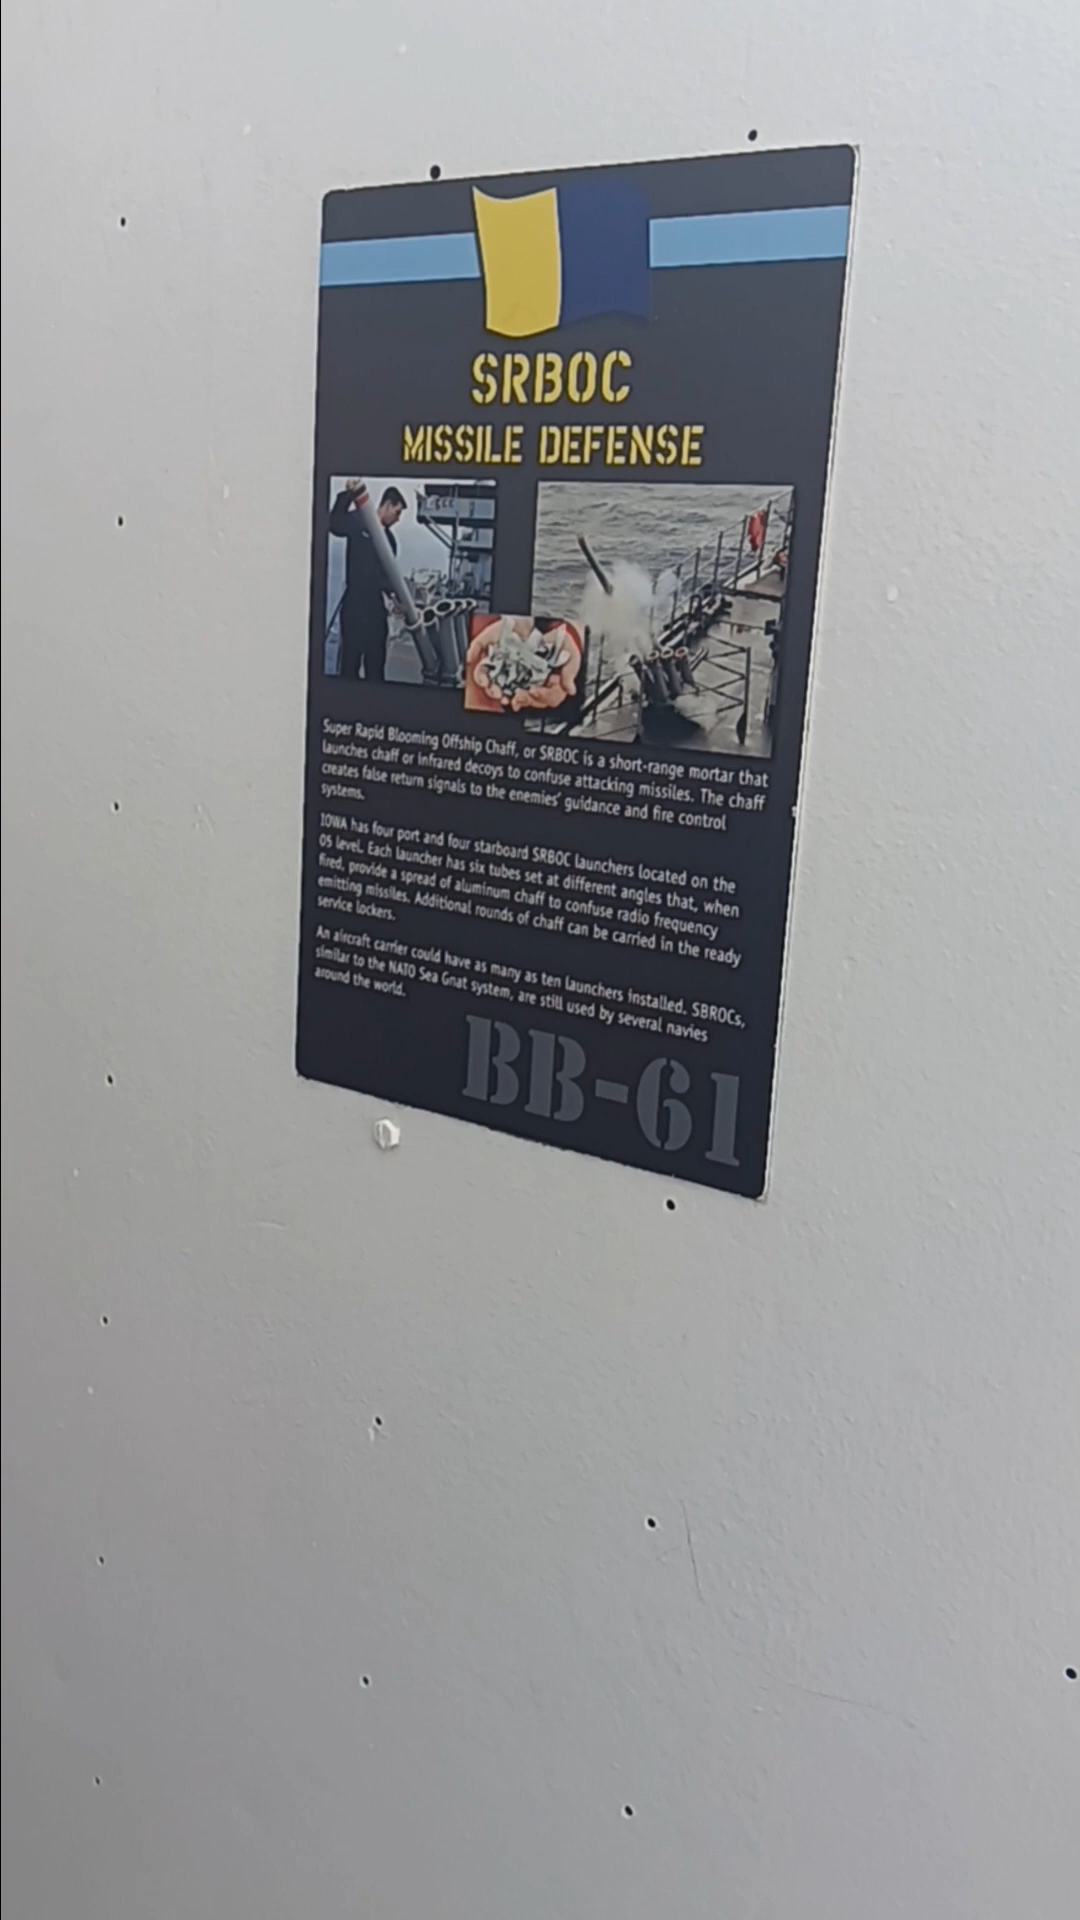 SRBOC
MISSILE DEFENSE
Super Rapid Blooming Offship Chaff, or SRBOC is a short-range mortar that
launches chaff or infrared decoys to confuse attacking missiles. The chaff
creates false return signals to the enemies' guidance and fire control
systems.
IOWA has four port and four starboard SRBOC launchers located on the
05 level. Each launcher has six tubes set at different angles that, when
fired, provide a spread of aluminum chaff to confuse radio frequency
emitting missiles. Additional rounds of chaff can be carried in the ready
service lockers.
An aircraft carrier could have as many as ten launchers installed. SBROCs,
similar to the NATO Sea Gnat system, are still used by several navies
around the world.
BB-61